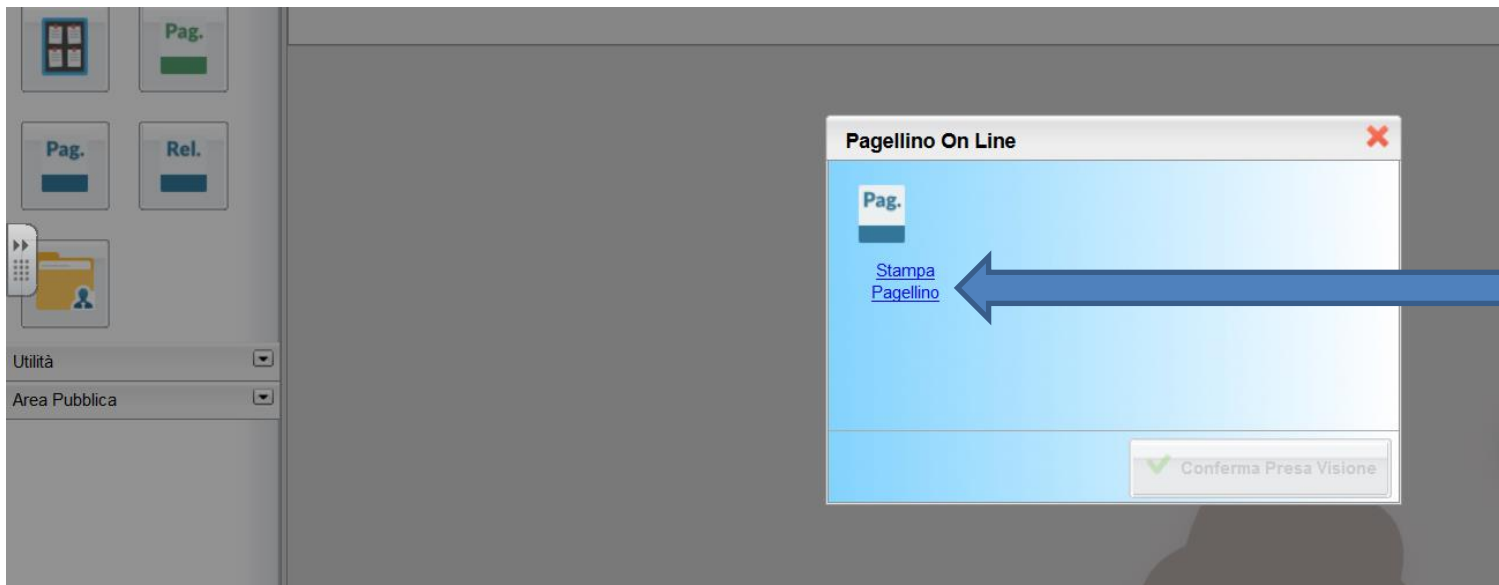 Pag.
Pag.
Rel.
Utilità
Area Pubblica
Pagellino On Line
Pag.
Stampa
Pagellino
Conferma Presa Visione